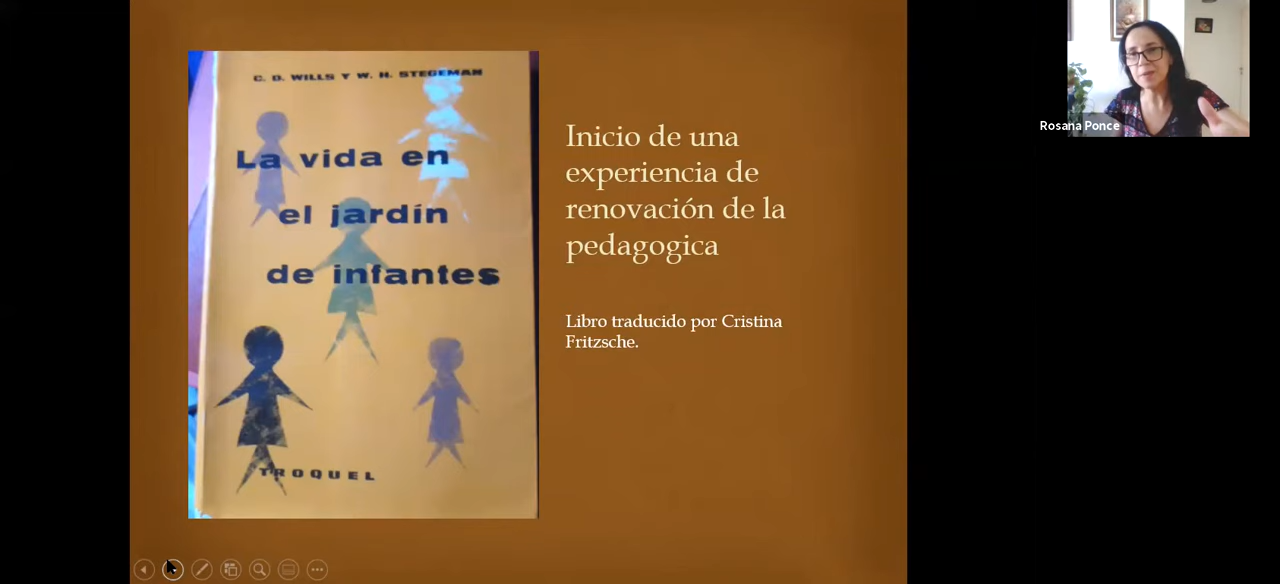 C. D. WILLS Y W. H. STEGEMAN
La vida en
el jardín
de infantes
TROQUEL
Inicio de una
experiencia de
renovación de la
pedagogica
Libro traducido por Cristina
Fritzsche.
Rosana Ponce